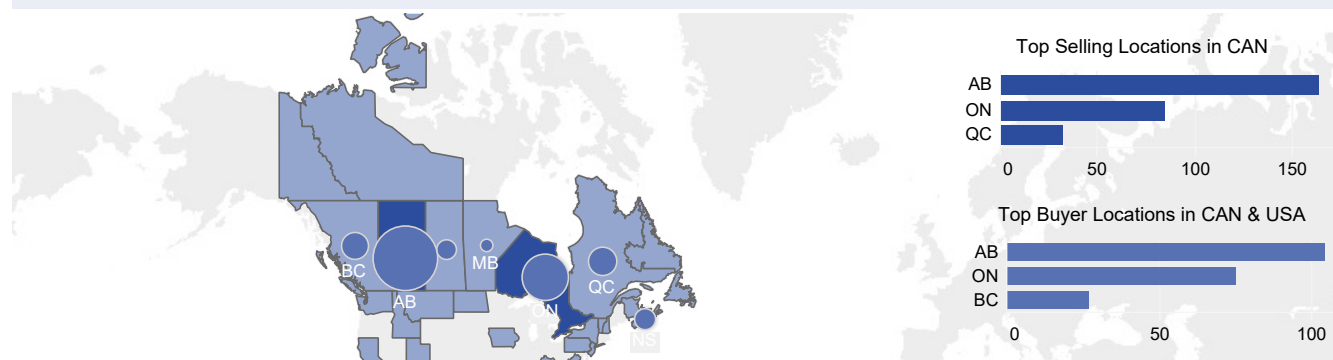 BC
AB
MB
ON
QC
NS
Top Selling Locations in CAN
AB
ON
QC
0 50 100 150
Top Buyer Locations in CAN & USA
AB
ON
BC
0 50 100